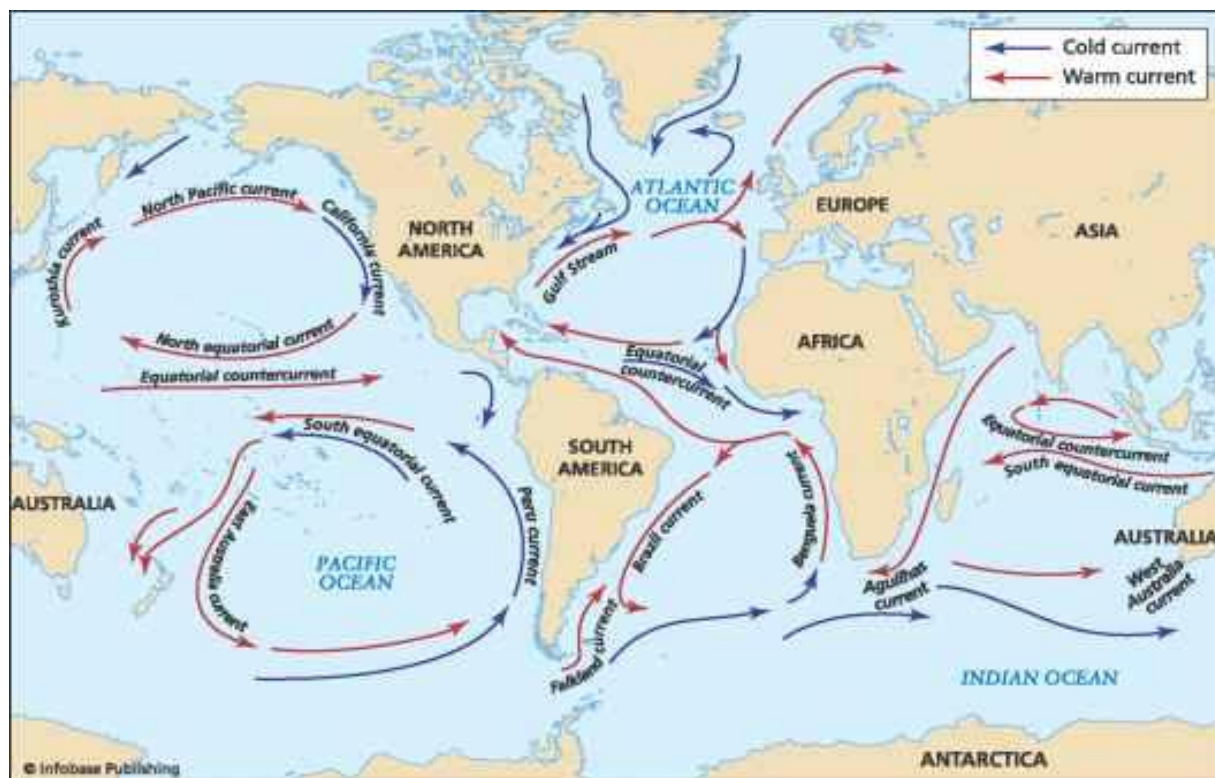 Cold current
Warm current
North Pacific current
Kuroshio current
California current
North equatorial current
Equatorial countercurrent
South equatorial current
East Australia current
Peru current
NORTH
AMERICA
ATLANTIC
OCEAN
Gulf Stream
EUROPE
ASIA
AFRICA
Equatorial
countercurrent
SOUTH
AMERICA
Brazil current
Falkland current
Benguela current
Agulhat
current
Equatorial countercurrent
South equatorial current
AUSTRALIA
AUSTRALIA
West
Australia
current
PACIFIC
OCEAN
INDIAN OCEAN
ANTARCTICA
© Infobase Publishing